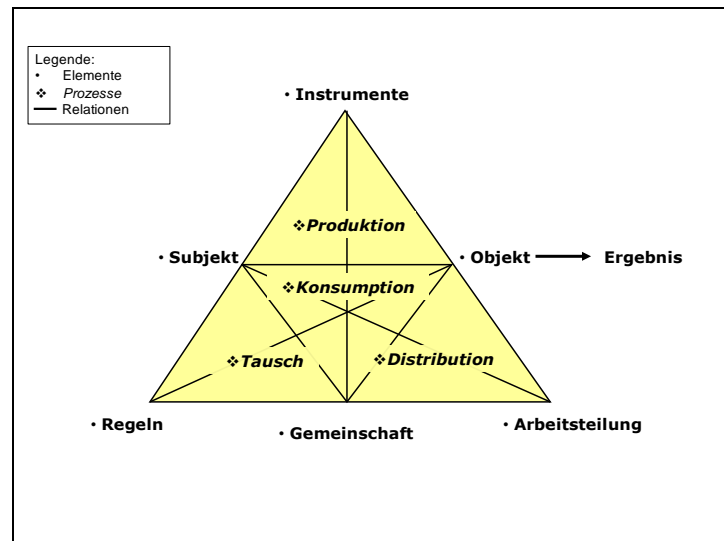 Legende:
• Elemente
❖ Prozesse
Relationen
• Instrumente
❖Produktion
• Subjekt
• Objekt
Ergebnis
❖Konsumption
❖Tausch
❖Distribution
• Regeln
• Gemeinschaft
• Arbeitsteilung